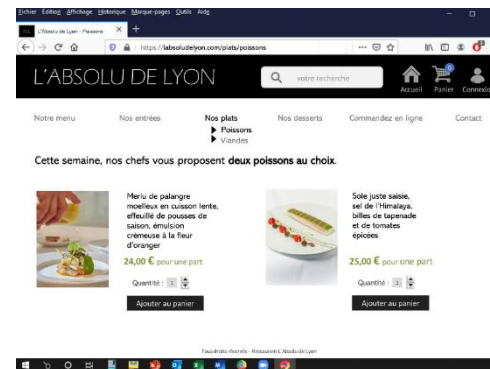 Fichier Édition Affichage Historique Marque-pages Outils Aide
L'Absolu de Lyon - Poissons
https://labsoludelyon.com/plats/poissons
L'ABSOLU DE LYON
votre recherche
Accueil Panier Connexio
Notre menu Nos entrées Nos plats Nos desserts Commandez en ligne Contact
Poissons
Viandes
Cette semaine, nos chefs vous proposent deux poissons au choix.
Merlu de palangre
moelleux en cuisson lente,
effeuillé de pousses de
saison, émulsion
crémeuse à la fleur
d'oranger
24,00 € pour une part
Quantité : 1
Ajouter au panier
Sole juste saisie,
sel de l'Himalaya,
billes de tapenade
et de tomates
épicées
25,00 € pour une part
Quantité : 1
Ajouter au panier
Tous droits réservés - Restaurant L'Absolu de Lyon